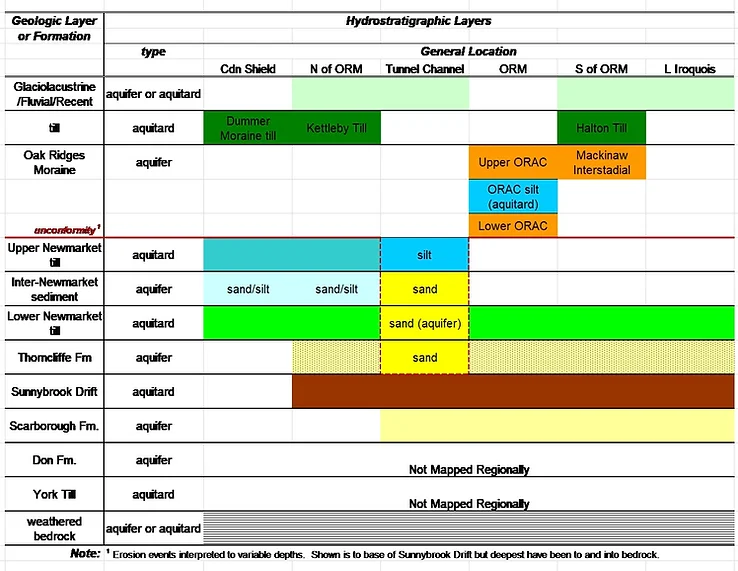 Geologic Layer or Formation
Hydrostratigraphic Layers
type
General Location
Cdn Shield
N of ORM
Tunnel Channel
ORM
S of ORM
L Iroquois
Glaciolacustrine
/Fluvial/Recent
aquifer or aquitard
till
aquitard
Dummer
Moraine till
Kettleby Till
Halton Till
Oak Ridges
Moraine
aquifer
Upper ORAC
Mackinaw
Interstadial
ORAC silt
(aquitard)
unconformity 1
Lower ORAC
Upper Newmarket
till
aquitard
silt
Inter-Newmarket
sediment
aquifer
sand/silt
sand/silt
sand
Lower Newmarket
till
aquitard
sand (aquifer)
Thorncliffe Fm
aquifer
sand
Sunnybrook Drift
aquitard
Scarborough Fm.
aquifer
Don Fm.
aquifer
Not Mapped Regionally
York Till
aquitard
Not Mapped Regionally
weathered
bedrock
aquifer or aquitard
Note: 1 Erosion events interpreted to variable depths. Shown is to base of Sunnybrook Drift but deepest have been to and into bedrock.